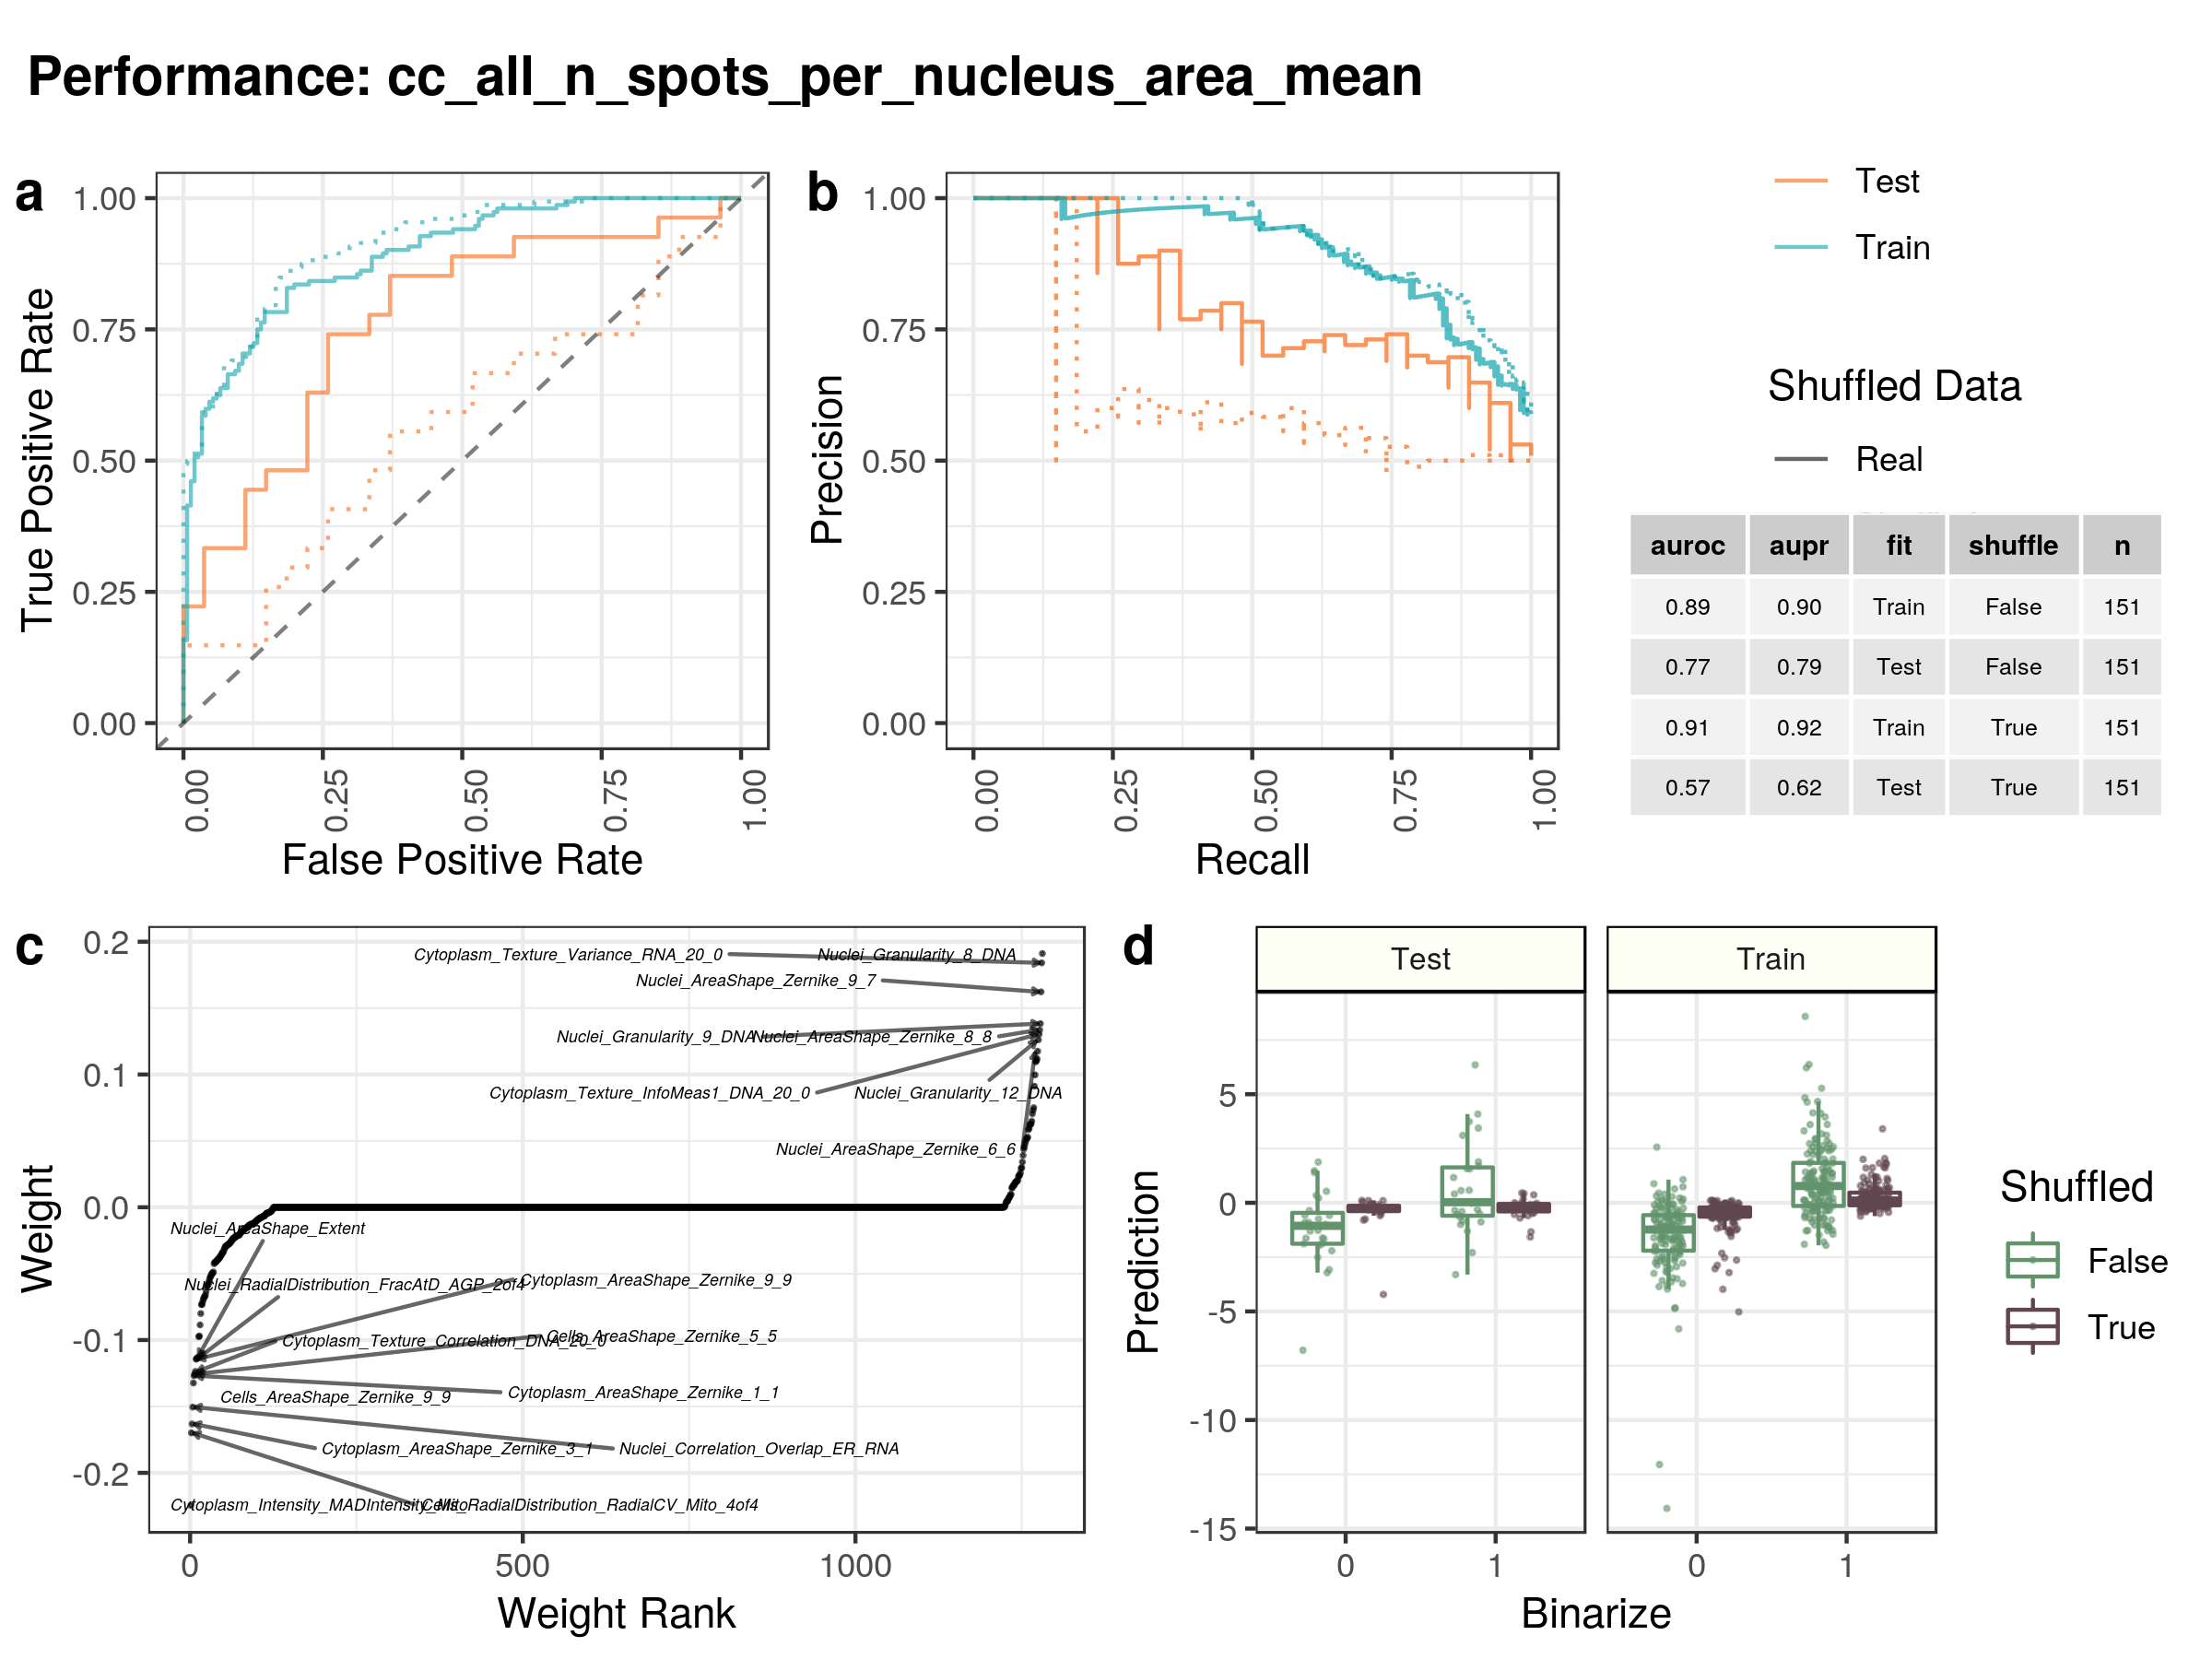 Performance: cc_all_n_spots_per_nucleus_area_mean
a
1.00
0.75
0.50
0.25
0.00
True Positive Rate
0.00
0.25
0.50
0.75
1.00
False Positive Rate
b
1.00
0.75
0.50
0.25
0.00
Precision
0.00
0.25
0.50
0.75
1.00
Recall
Test
Train
Shuffled Data
Real
auroc aupr fit shuffle n
0.89 0.90 Train False 151
0.77 0.79 Test False 151
0.91 0.92 Train True 151
0.57 0.62 Test True 151
c
0.2
0.1
0.0
-0.1
-0.2
Weight
Cytoplasm_Texture_Variance_RNA_20_0
Nuclei_Granularity_8_DNA
Nuclei_AreaShape_Zernike_9_7
Nuclei_Granularity_9_DNA
Nuclei_AreaShape_Zernike_8_8
Cytoplasm_Texture_InfoMeas1_DNA_20_0
Nuclei_Granularity_12_DNA
Nuclei_AreaShape_Zernike_6_6
Nuclei_AreaShape_Extent
Nuclei_RadialDistribution_FracAtD_AGP_2of4
Cytoplasm_AreaShape_Zernike_9_9
Cytoplasm_Texture_Correlation_DNA_20_0
Cells_AreaShape_Zernike_5_5
Cytoplasm_AreaShape_Zernike_1_1
Cells_AreaShape_Zernike_9_9
Cytoplasm_AreaShape_Zernike_3_1
Nuclei_Correlation_Overlap_ER_RNA
Cytoplasm_Intensity_MADIntensity_Mito
Cells_RadialDistribution_RadialCV_Mito_4of4
0
500
1000
Weight Rank
d
Test
Train
5
0
-5
-10
-15
Prediction
0
1
0
1
Binarize
Shuffled
False
True